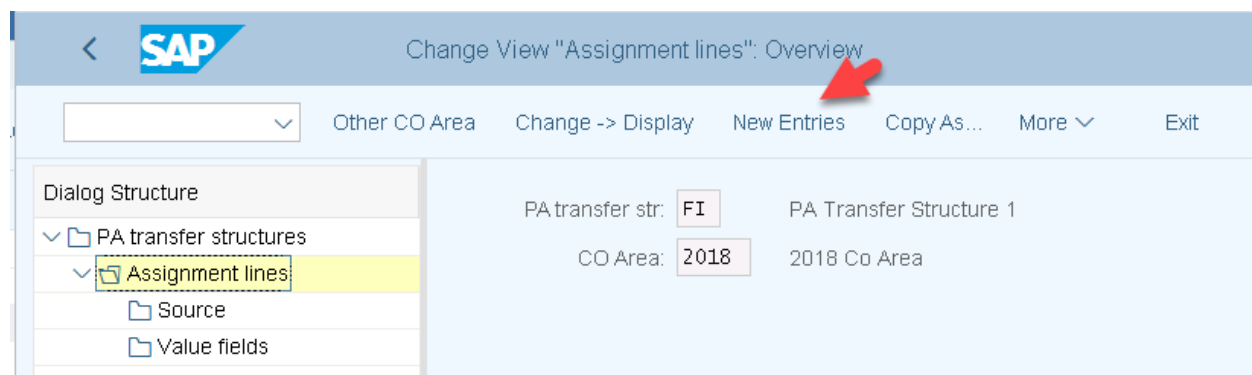 SAP
Change View "Assignment lines": Overview
Other CO Area Change -> Display New Entries Copy As... More Exit
Dialog Structure
PA transfer str: FI PA Transfer Structure 1
PA transfer structures
CO Area: 2018 2018 Co Area
Assignment lines
Source
Value fields